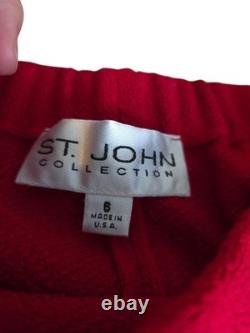 ST. JOHN
COLLECTION
6
MADE IN
U.S.A.